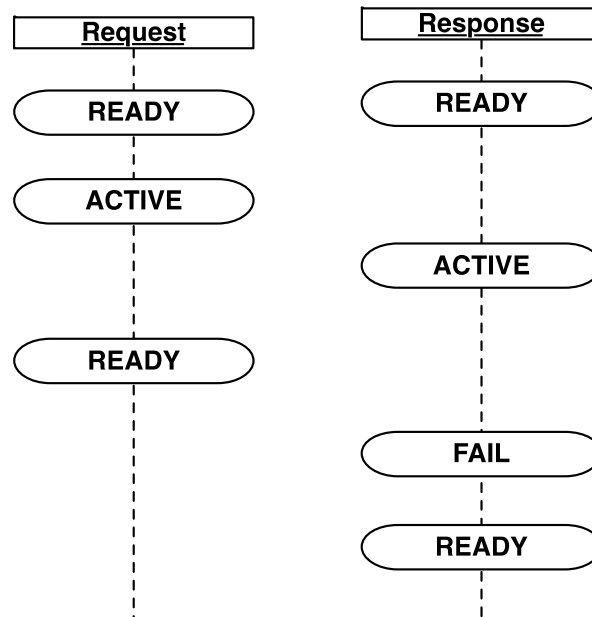 Request
READY
ACTIVE
READY
Response
READY
ACTIVE
FAIL
READY